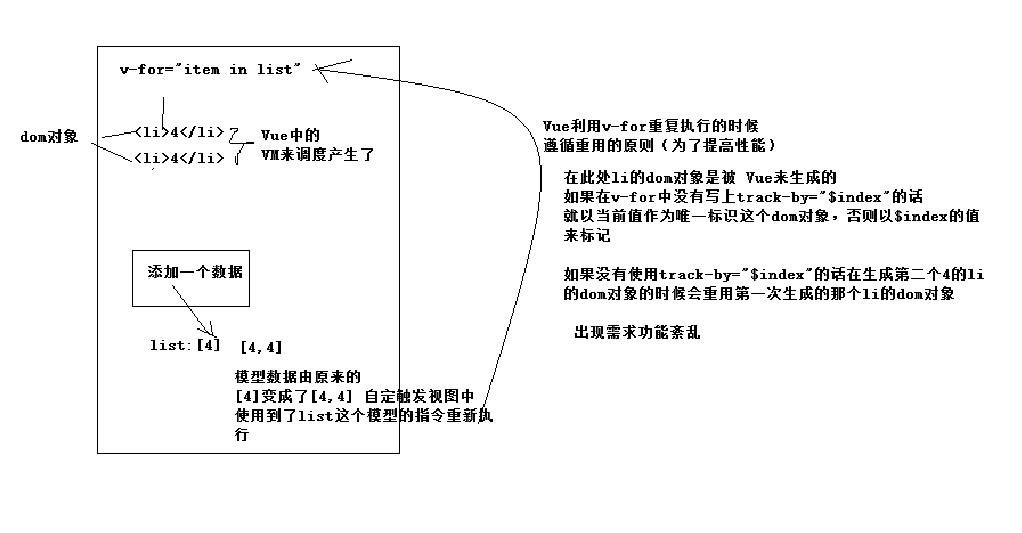 v-for="item in list"
dom对象
<li>4</li>
<li>4</li>
Vue中的
VM来调度产生了
添加一个数据
list:[4] [4,4]
模型数据由原来的
[4]变成了[4,4] 自定触发视图中
使用到了list这个模型的指令重新执
行
Vue利用v-for重复执行的时候
遵循重用的原则（为了提高性能）
在此处li的dom对象是被 Vue来生成的
如果在v-for中没有写上track-by="$index"的话
就以当前值作为唯一标识这个dom对象，否则以$index的值
来标记
如果没有使用track-by="$index"的话在生成第二个4的li
的dom对象的时候会重用第一次生成的那个li的dom对象
出现需求功能紊乱